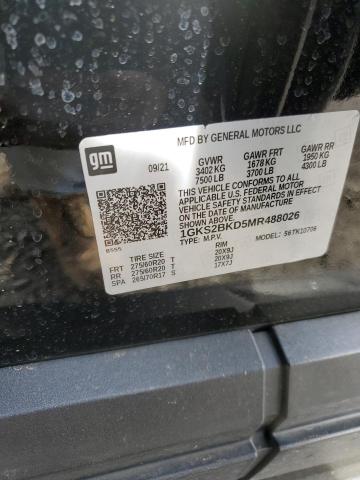 MFD BY GENERAL MOTORS LLC
gm
09/21 GVWR GAWR FRT GAWR RR
3402 KG 1678 KG 1950 KG
7500 LB 3700 LB 4300 LB
THIS VEHICLE CONFORMS TO ALL
APPLICABLE U.S. FEDERAL MOTOR
VEHICLE SAFETY STANDARDS IN
EFFECT ON THE DATE OF MANUFACTURE
SHOWN ABOVE.
1GKS2BKD5MR488026
TYPE: M.P.V. MODEL: 56TK10706
8555
TIRE SIZE RIM
FRT 275/60R20 T 20X9J
RR 275/60R20 T 20X9J
SPA 265/70R17 S 17X7J